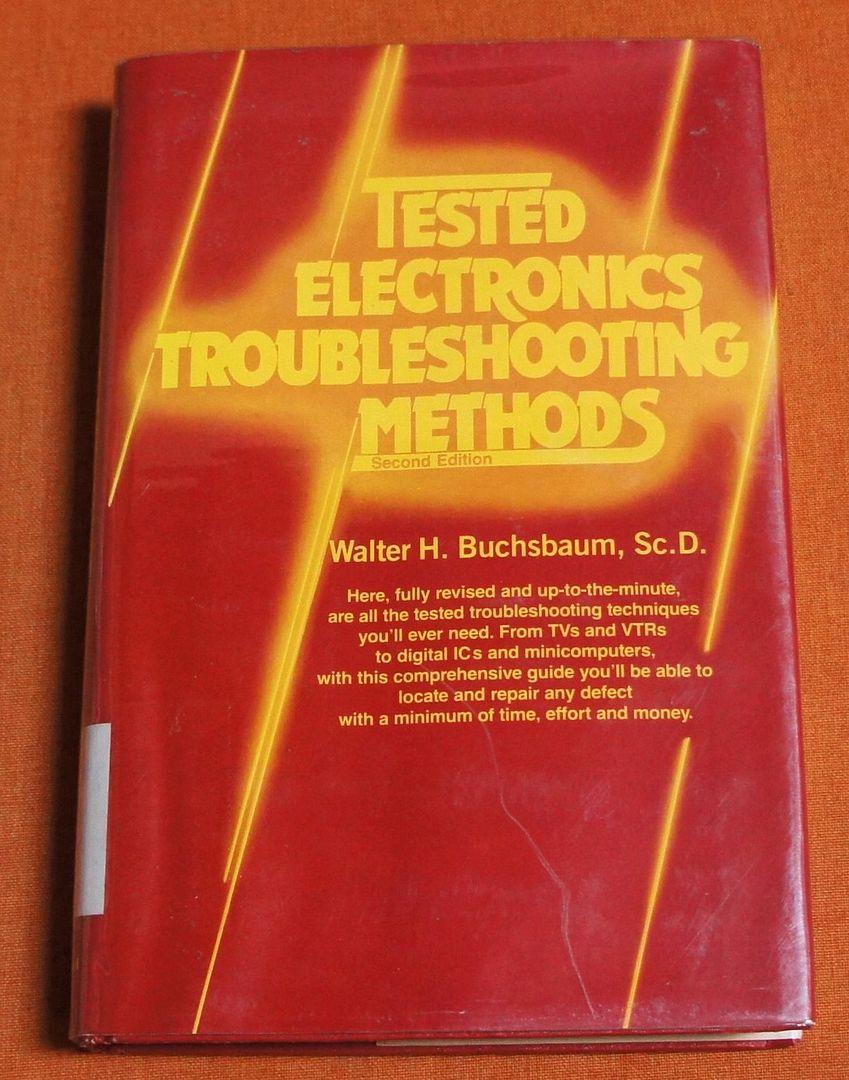 TESTED
ELECTRONICS
TROUBLESHOOTING
METHODS
Second Edition
Walter H. Buchsbaum, Sc.D.
Here, fully revised and up-to-the-minute,
are all the tested troubleshooting techniques
you'll ever need. From TVs and VTRs
to digital ICs and minicomputers,
with this comprehensive guide you'll be able to
locate and repair any defect
with a minimum of time, effort and money.